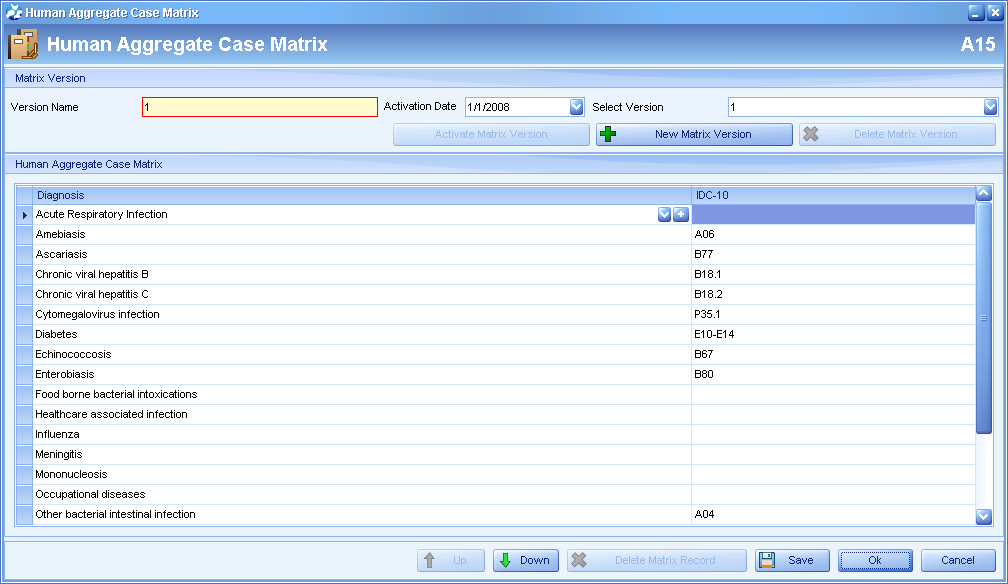 Human Aggregate Case Matrix
Human Aggregate Case Matrix A15
Matrix Version
Version Name 1 Activation Date 1/1/2008 Select Version 1
Activate Matrix Version New Matrix Version Delete Matrix Version
Human Aggregate Case Matrix
Diagnosis IDC-10
Acute Respiratory Infection
Amebiasis A06
Ascariasis B77
Chronic viral hepatitis B B18.1
Chronic viral hepatitis C B18.2
Cytomegalovirus infection P35.1
Diabetes E10-E14
Echinococcosis B67
Enterobiasis B80
Food borne bacterial intoxications
Healthcare associated infection
Influenza
Meningitis
Mononucleosis
Occupational diseases
Other bacterial intestinal infection A04
Up Down Delete Matrix Record Save Ok Cancel